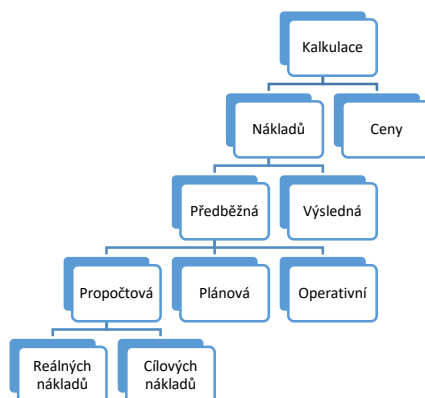 Kalkulace
Nákladů
Ceny
Předběžná
Výsledná
Propočtová
Plánová
Operativní
Reálných
nákladů
Cílových
nákladů